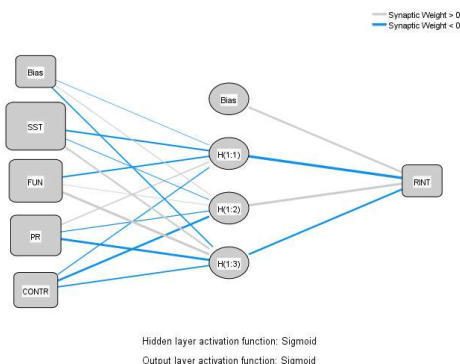 Synaptic Weight > 0
Synaptic Weight < 0
Bias
SST
FUN
PR
CONTR
Bias
H(1:1)
H(1:2)
H(1:3)
RINT
Hidden layer activation function: Sigmoid
Output layer activation function: Sigmoid